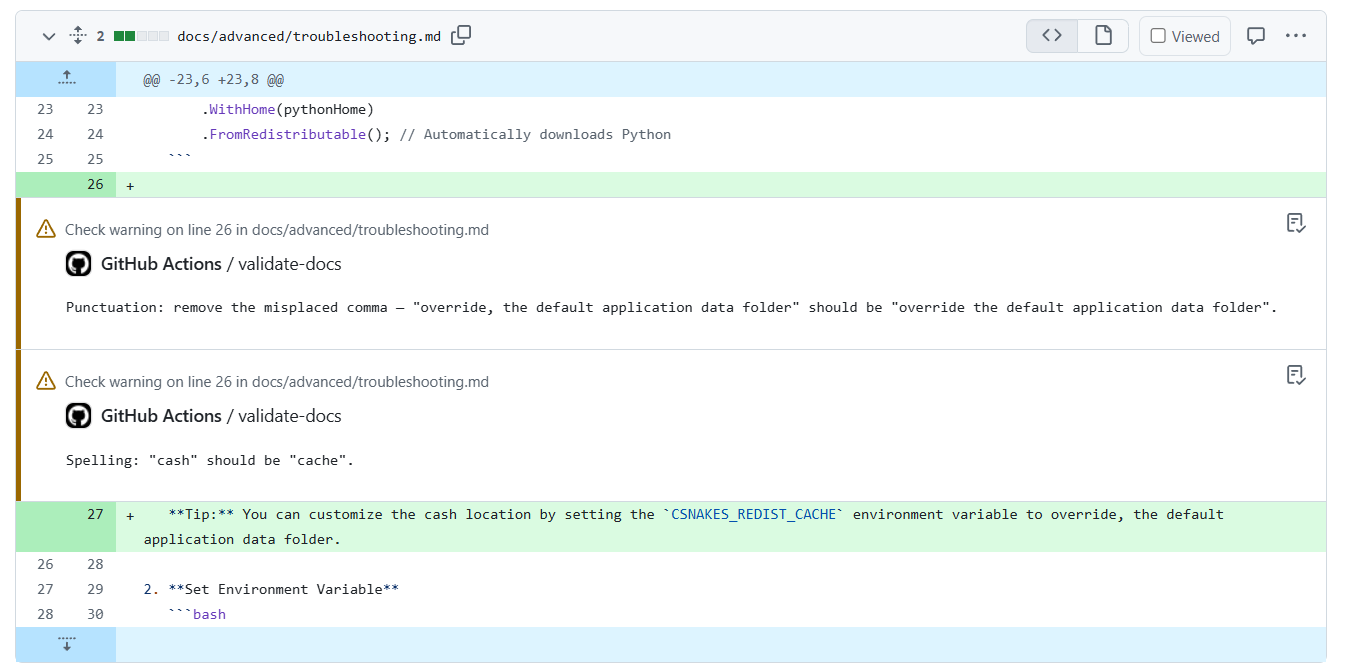 2 docs/advanced/troubleshooting.md Viewed
@@ -23,6 +23,8 @@
23 23 .WithHome(pythonHome)
24 24 .FromRedistributable(); // Automatically downloads Python
25 25 ```
26 +
Check warning on line 26 in docs/advanced/troubleshooting.md
GitHub Actions / validate-docs
Punctuation: remove the misplaced comma — "override, the default application data folder" should be "override the default application data folder".
Check warning on line 26 in docs/advanced/troubleshooting.md
GitHub Actions / validate-docs
Spelling: "cash" should be "cache".
27 + **Tip:** You can customize the cash location by setting the `CSNAKES_REDIST_CACHE` environment variable to override, the default
application data folder.
26 28
27 29 2. **Set Environment Variable**
28 30 ```bash